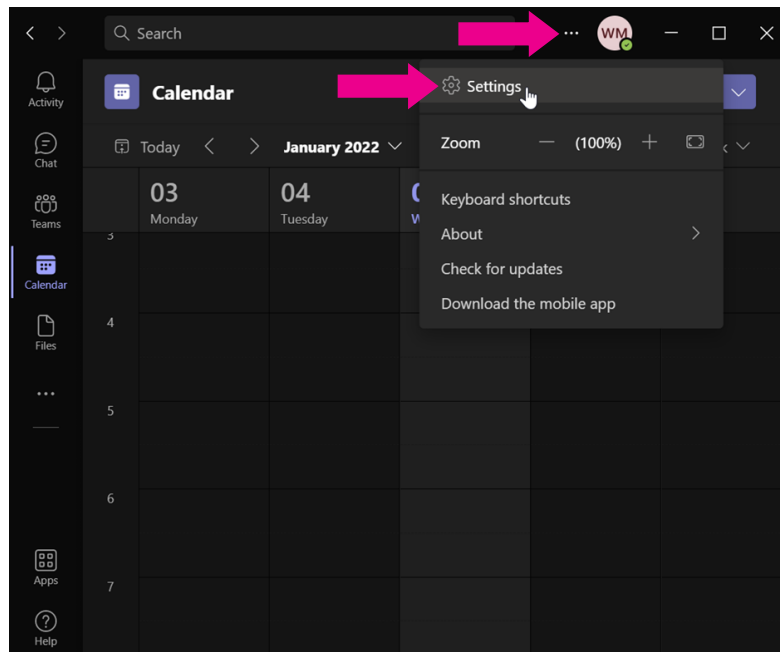 Search
WM
Activity
Calendar
Settings
Today
January 2022
Zoom
(100%)
Chat
03
04
Monday
Tuesday
Keyboard shortcuts
Teams
About
3
Check for updates
Calendar
Download the mobile app
4
Files
5
6
Apps
7
Help